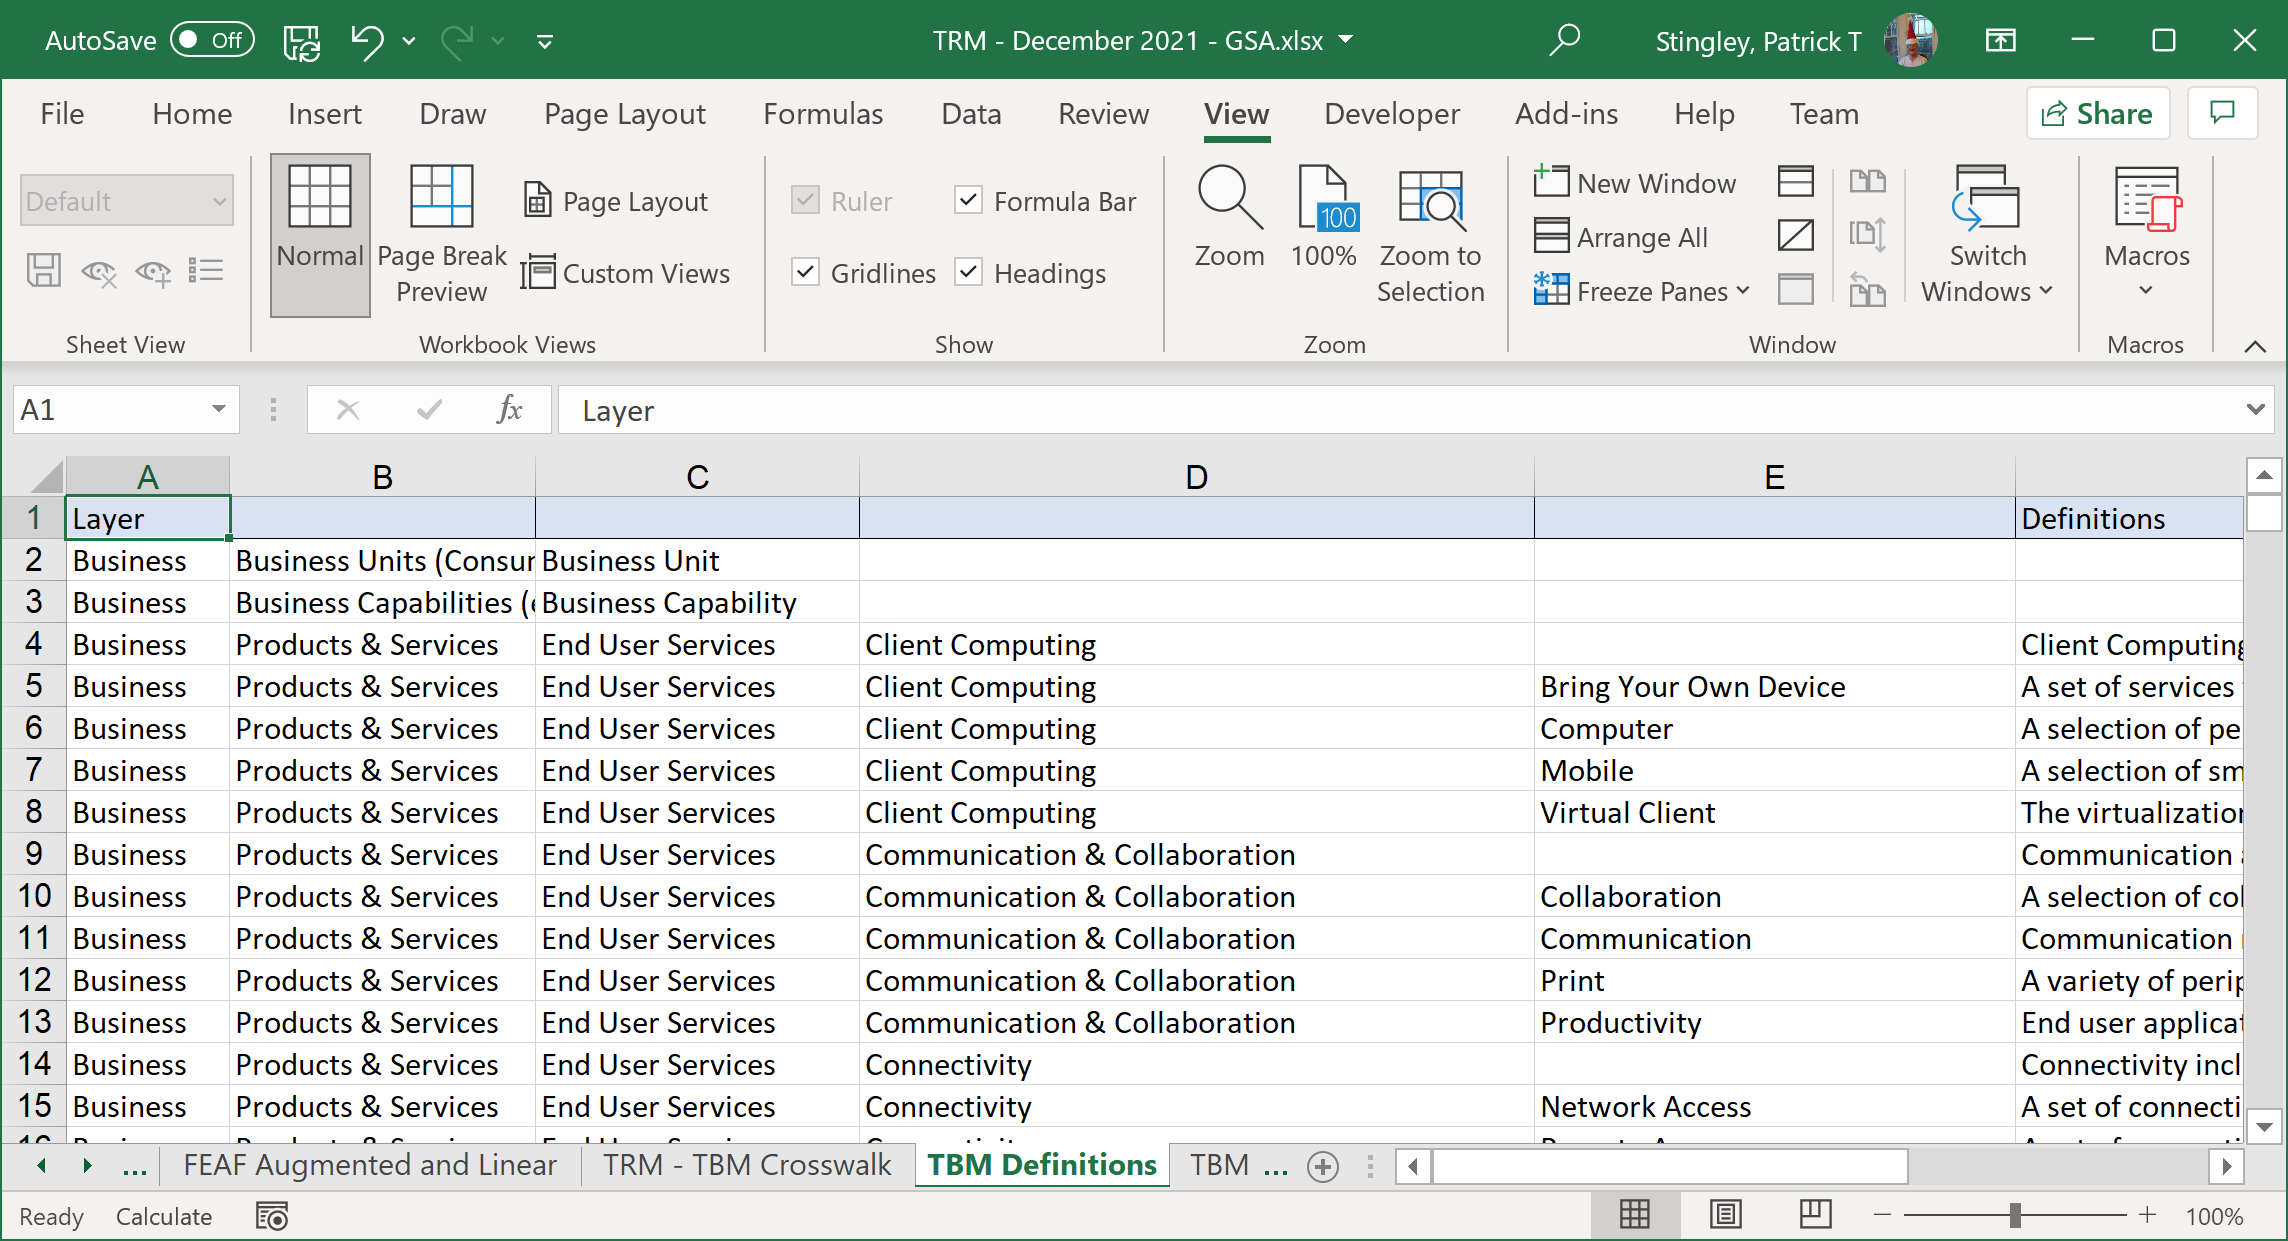 AutoSave Off TRM - December 2021 - GSA.xlsx Stingley, Patrick T
File Home Insert Draw Page Layout Formulas Data Review View Developer Add-ins Help Team Share
Default Normal Page Break Preview Page Layout Custom Views
Ruler Formula Bar
Gridlines Headings
Zoom 100 100% Zoom to Selection
New Window
Arrange All
Freeze Panes
Switch Windows Macros
Sheet View Workbook Views Show Zoom Window Macros
A1 fx Layer
A B C D E
1 Layer Definitions
2 Business Business Units (Consur Business Unit
3 Business Business Capabilities (e Business Capability
4 Business Products & Services End User Services Client Computing Client Computing
5 Business Products & Services End User Services Client Computing Bring Your Own Device A set of services
6 Business Products & Services End User Services Client Computing Computer A selection of pe
7 Business Products & Services End User Services Client Computing Mobile A selection of sm
8 Business Products & Services End User Services Client Computing Virtual Client The virtualization
9 Business Products & Services End User Services Communication & Collaboration Communication
10 Business Products & Services End User Services Communication & Collaboration Collaboration A selection of col
11 Business Products & Services End User Services Communication & Collaboration Communication Communication
12 Business Products & Services End User Services Communication & Collaboration Print A variety of perip
13 Business Products & Services End User Services Communication & Collaboration Productivity End user applicat
14 Business Products & Services End User Services Connectivity Connectivity incl
15 Business Products & Services End User Services Connectivity Network Access A set of connecti
... FEAF Augmented and Linear TRM - TBM Crosswalk TBM Definitions TBM ...
Ready Calculate 100%